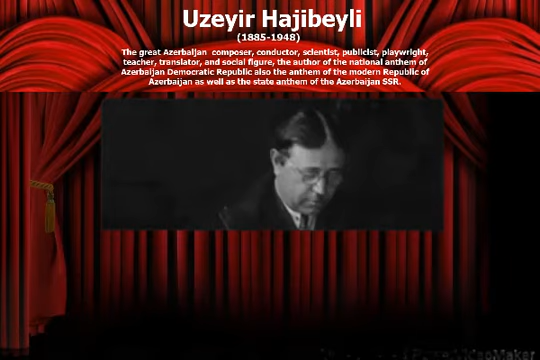 Uzeyir Hajibeyli
(1885-1948)
The great Azerbaijan composer, conductor, scientist, publicist, playwright,
teacher, translator, and social figure, the author of the national anthem of
Azerbaijan Democratic Republic also the anthem of the modern Republic of
Azerbaijan as well as the state anthem of the Azerbaijan SSR.